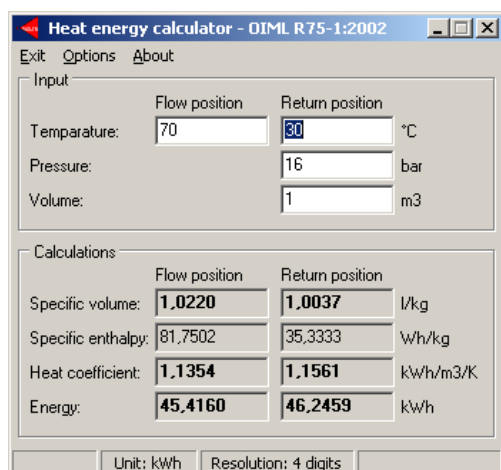 Heat energy calculator - OIML R75-1:2002
Exit Options About
Input
Flow position Return position
Temparature: 70 30 °C
Pressure: 16 bar
Volume: 1 m3
Calculations
Flow position Return position
Specific volume: 1,0220 1,0037 l/kg
Specific enthalpy: 81,7502 35,3333 Wh/kg
Heat coefficient: 1,1354 1,1561 kWh/m3/K
Energy: 45,4160 46,2459 kWh
Unit: kWh Resolution: 4 digits